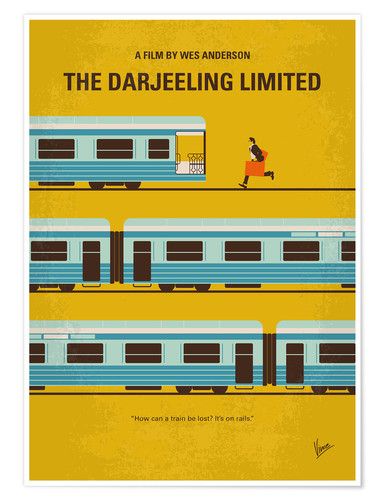 A FILM BY WES ANDERSON
THE DARJEELING LIMITED
"How can a train be lost? It's on rails."